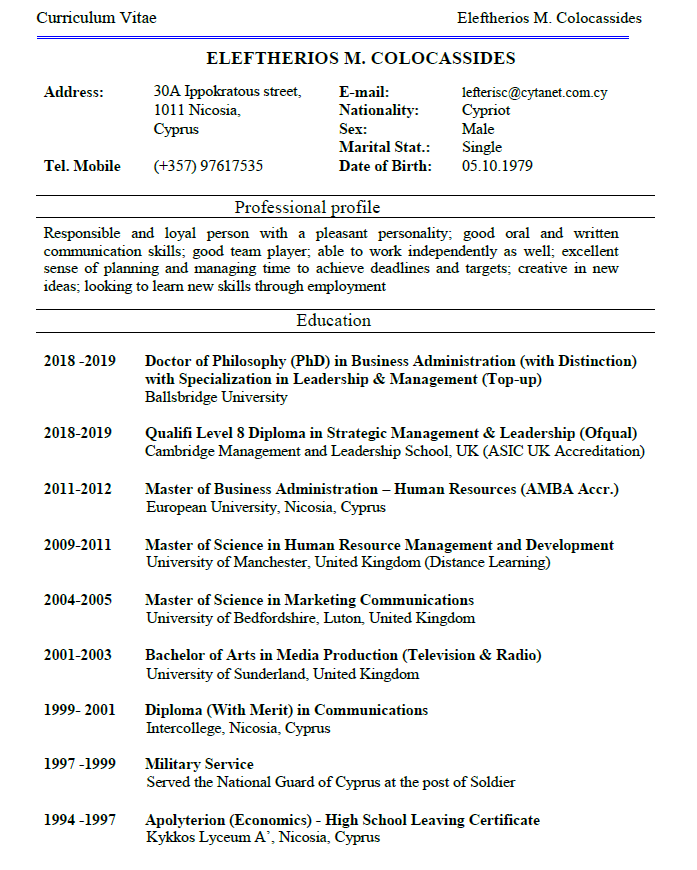 Curriculum Vitae Eleftherios M. Colocassides
ELEFTHERIOS M. COLOCASSIDES
Address: 30A Ippokratous street, E-mail: lefterisc@cytanet.com.cy
1011 Nicosia, Nationality: Cypriot
Cyprus Sex: Male
Marital Stat.: Single
Tel. Mobile (+357) 97617535 Date of Birth: 05.10.1979
Professional profile
Responsible and loyal person with a pleasant personality; good oral and written
communication skills; good team player; able to work independently as well; excellent
sense of planning and managing time to achieve deadlines and targets; creative in new
ideas; looking to learn new skills through employment
Education
2018 -2019 Doctor of Philosophy (PhD) in Business Administration (with Distinction)
with Specialization in Leadership & Management (Top-up)
Ballsbridge University
2018-2019 Qualifi Level 8 Diploma in Strategic Management & Leadership (Ofqual)
Cambridge Management and Leadership School, UK (ASIC UK Accreditation)
2011-2012 Master of Business Administration – Human Resources (AMBA Accr.)
European University, Nicosia, Cyprus
2009-2011 Master of Science in Human Resource Management and Development
University of Manchester, United Kingdom (Distance Learning)
2004-2005 Master of Science in Marketing Communications
University of Bedfordshire, Luton, United Kingdom
2001-2003 Bachelor of Arts in Media Production (Television & Radio)
University of Sunderland, United Kingdom
1999- 2001 Diploma (With Merit) in Communications
Intercollege, Nicosia, Cyprus
1997 -1999 Military Service
Served the National Guard of Cyprus at the post of Soldier
1994 -1997 Apolyterion (Economics) - High School Leaving Certificate
Kykkos Lyceum A’, Nicosia, Cyprus